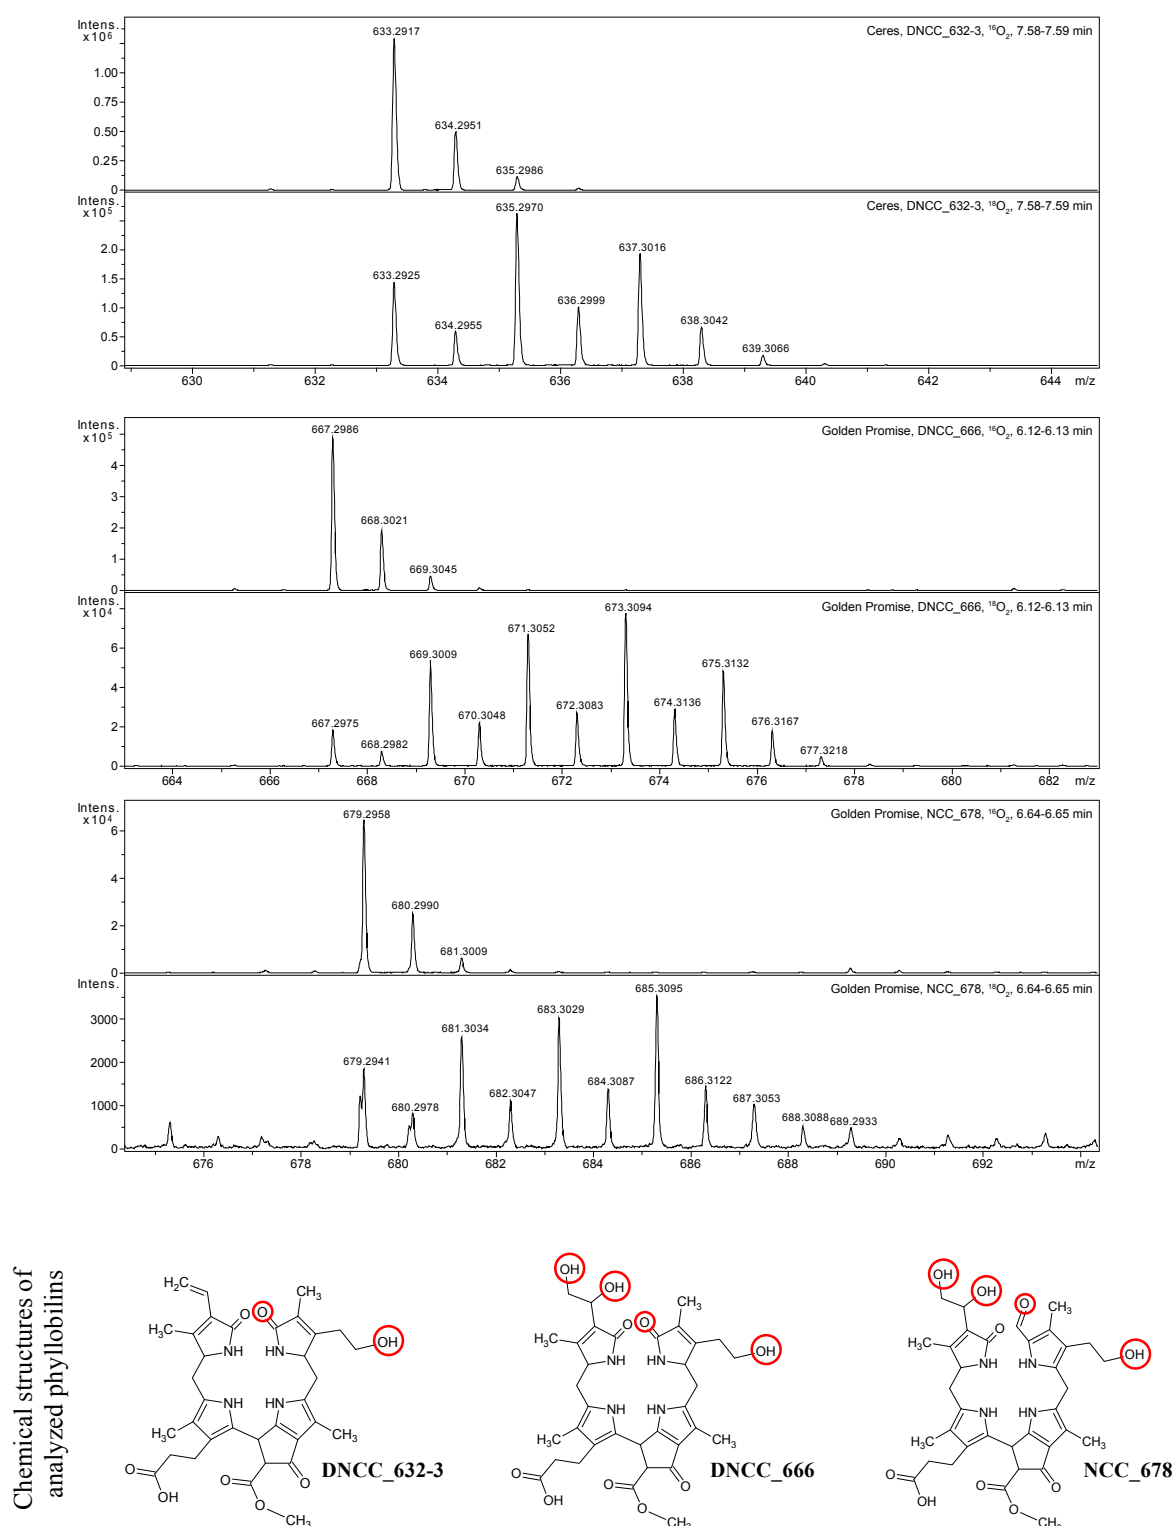 Intens.
x10⁶
Ceres, DNCC_632-3, ¹⁶O₂, 7.58-7.59 min
633.2917
634.2951
635.2986
1.00
0.75
0.50
0.25
0
Intens.
x10⁵
Ceres, DNCC_632-3, ¹⁸O₂, 7.58-7.59 min
635.2970
637.3016
633.2925
636.2999
634.2955
638.3042
639.3066
2.0
1.5
1.0
0.5
0
630 632 634 636 638 640 642 644 m/z
Intens.
x10⁵
Golden Promise, DNCC_666, ¹⁶O₂, 6.12-6.13 min
667.2986
668.3021
669.3045
4
3
2
1
0
Intens.
x10⁴
Golden Promise, DNCC_666, ¹⁸O₂, 6.12-6.13 min
673.3094
671.3052
669.3009
675.3132
672.3083
674.3136
670.3048
667.2975
676.3167
668.2982
677.3218
6
4
2
0
664 666 668 670 672 674 676 678 680 682 m/z
Intens.
x10⁴
Golden Promise, NCC_678, ¹⁶O₂, 6.64-6.65 min
679.2958
680.2990
681.3009
6
4
2
0
Intens.
Golden Promise, NCC_678, ¹⁸O₂, 6.64-6.65 min
685.3095
683.3029
681.3034
679.2941
682.3047
684.3087
686.3122
687.3053
680.2978
688.3088
689.2933
3000
2000
1000
0
676 678 680 682 684 686 688 690 692 m/z
Chemical structures of
analyzed phyllobilins
H₂C
CH₃
O
O
H₃C
NH
HN
OH
NH
HN
H₃C
CH₃
O
OH
O
O
O
CH₃
DNCC_632-3
OH
OH
CH₃
O
O
H₃C
NH
HN
OH
NH
HN
CH₃
CH₃
O
OH
O
O
O
CH₃
DNCC_666
OH
OH
O
CH₃
O
H₃C
NH
HN
OH
NH
HN
H₃C
CH₃
O
OH
O
O
O
CH₃
NCC_678